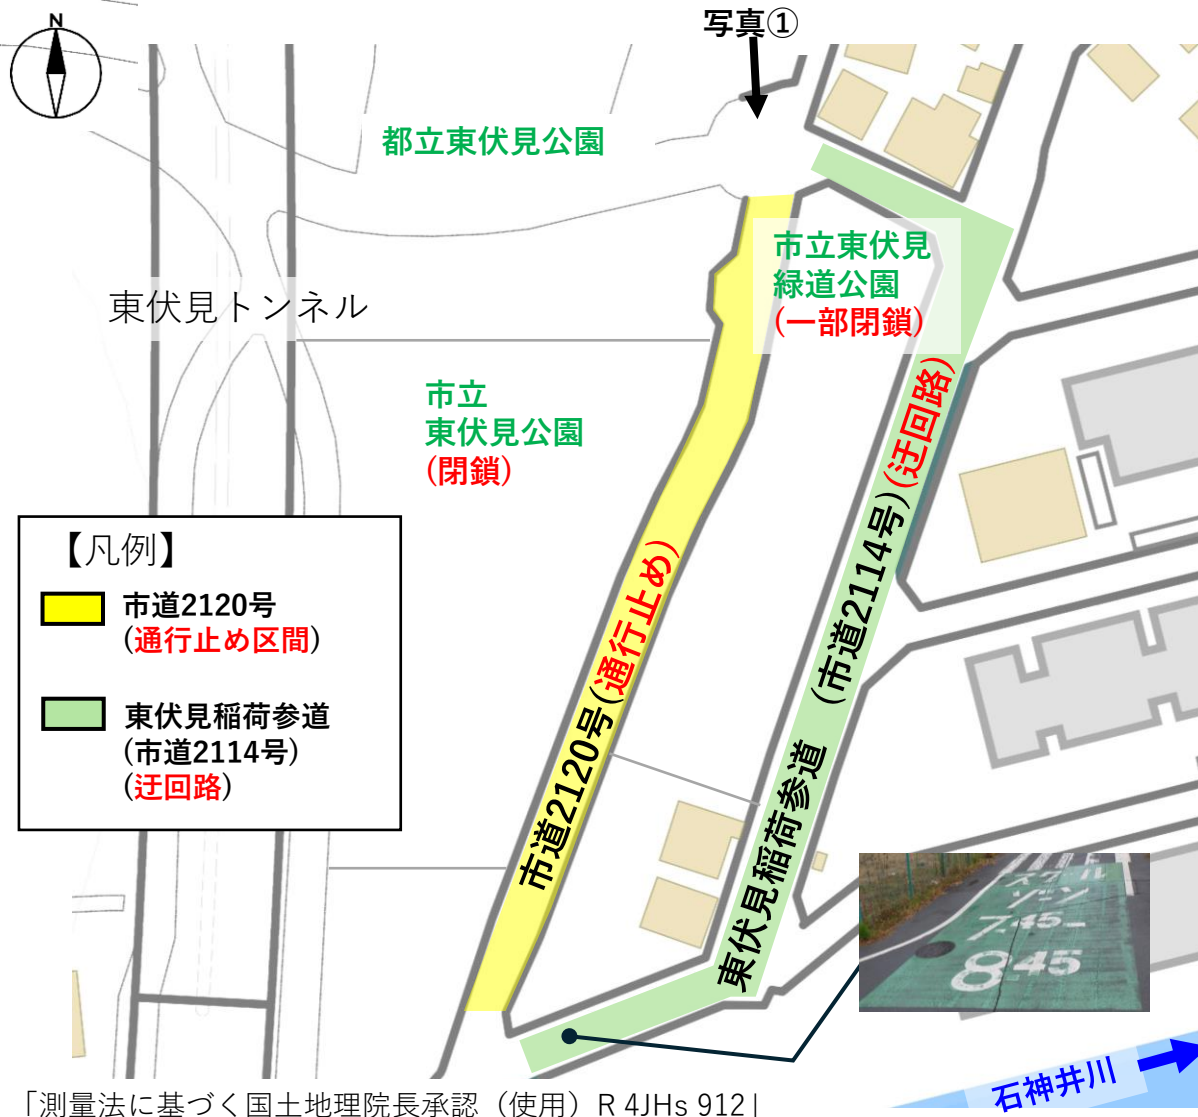 N
写真①
都立東伏見公園
市立東伏見
緑道公園
(一部閉鎖)
東伏見トンネル
市立
東伏見公園
(閉鎖)
【凡例】
市道2120号
(通行止め区間)
東伏見稲荷参道
(市道2114号)
(迂回路)
市道2120号(通行止め)
東伏見稲荷参道 (市道2114号)(迂回路)
スクール
ゾーン
7.45
8.45
石神井川
「測量法に基づく国土地理院長承認（使用）R 4JHs 912」